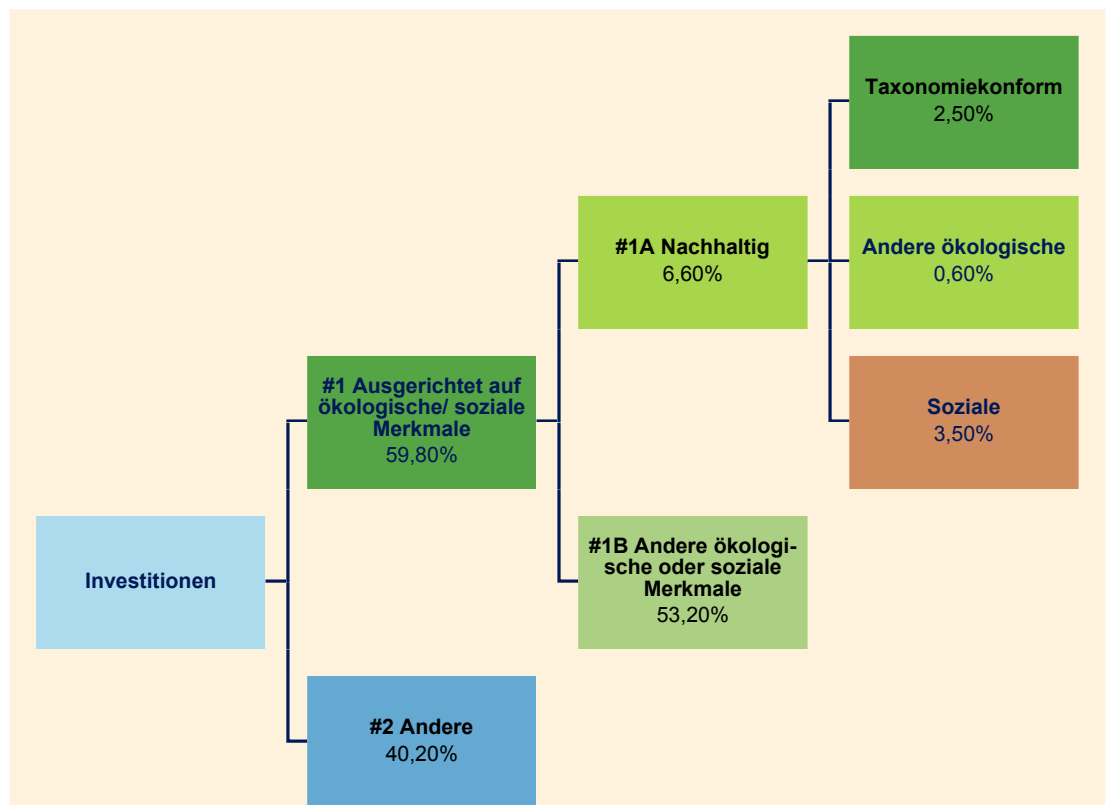 Taxonomiekonform
2,50%
#1A Nachhaltig
6,60%
Andere ökologische
0,60%
#1 Ausgerichtet auf
ökologische/ soziale
Merkmale
59,80%
Soziale
3,50%
Investitionen
#1B Andere ökologi-
sche oder soziale
Merkmale
53,20%
#2 Andere
40,20%